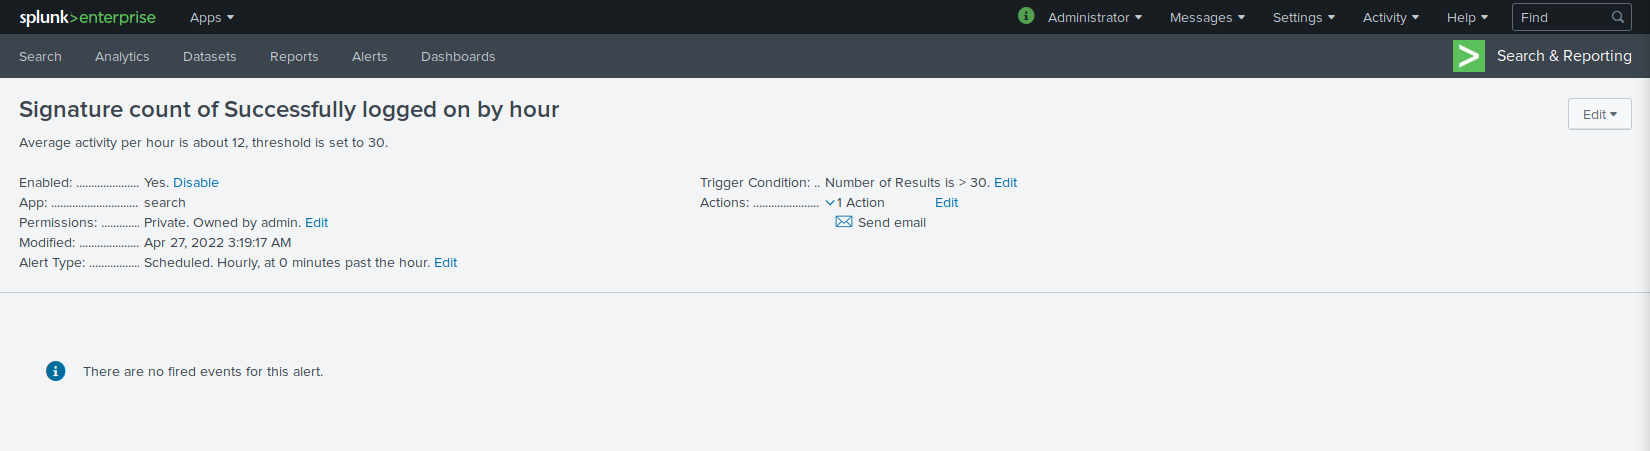 splunk>enterprise Apps Administrator Messages Settings Activity Help Find
Search Analytics Datasets Reports Alerts Dashboards Search & Reporting
Signature count of Successfully logged on by hour
Edit
Average activity per hour is about 12, threshold is set to 30.
Enabled: ..................... Yes. Disable
App: ............................. search
Permissions: ............. Private. Owned by admin. Edit
Modified: .................... Apr 27, 2022 3:19:17 AM
Alert Type: ................. Scheduled. Hourly, at 0 minutes past the hour. Edit
Trigger Condition: .. Number of Results is > 30. Edit
Actions: ...................... 1 Action Edit
Send email
There are no fired events for this alert.